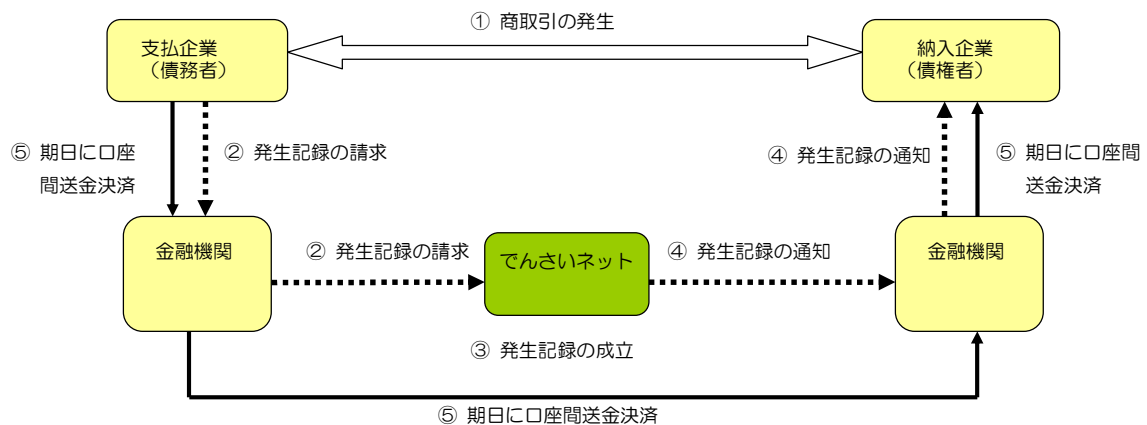 ① 商取引の発生
支払企業
（債務者）
納入企業
（債権者）
⑤ 期日に口座
間送金決済
② 発生記録の請求
④ 発生記録の通知
⑤ 期日に口座間
送金決済
金融機関
② 発生記録の請求
でんさいネット
④ 発生記録の通知
金融機関
③ 発生記録の成立
⑤ 期日に口座間送金決済